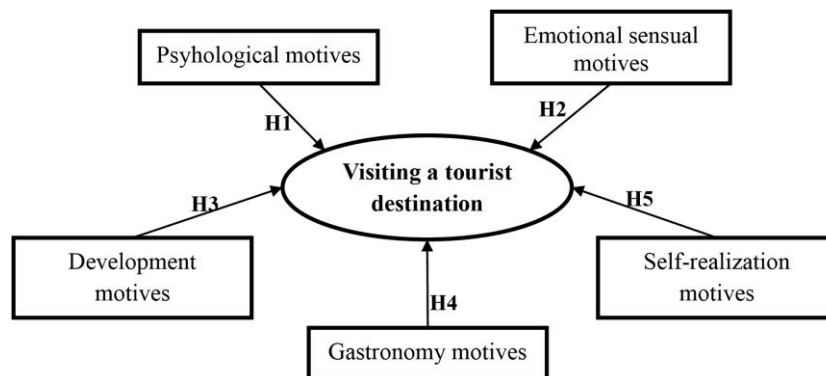 Psyhological motives
Emotional sensual
motives
H1
H2
Visiting a tourist
destination
H3
H5
Development
motives
Self-realization
motives
H4
Gastronomy motives